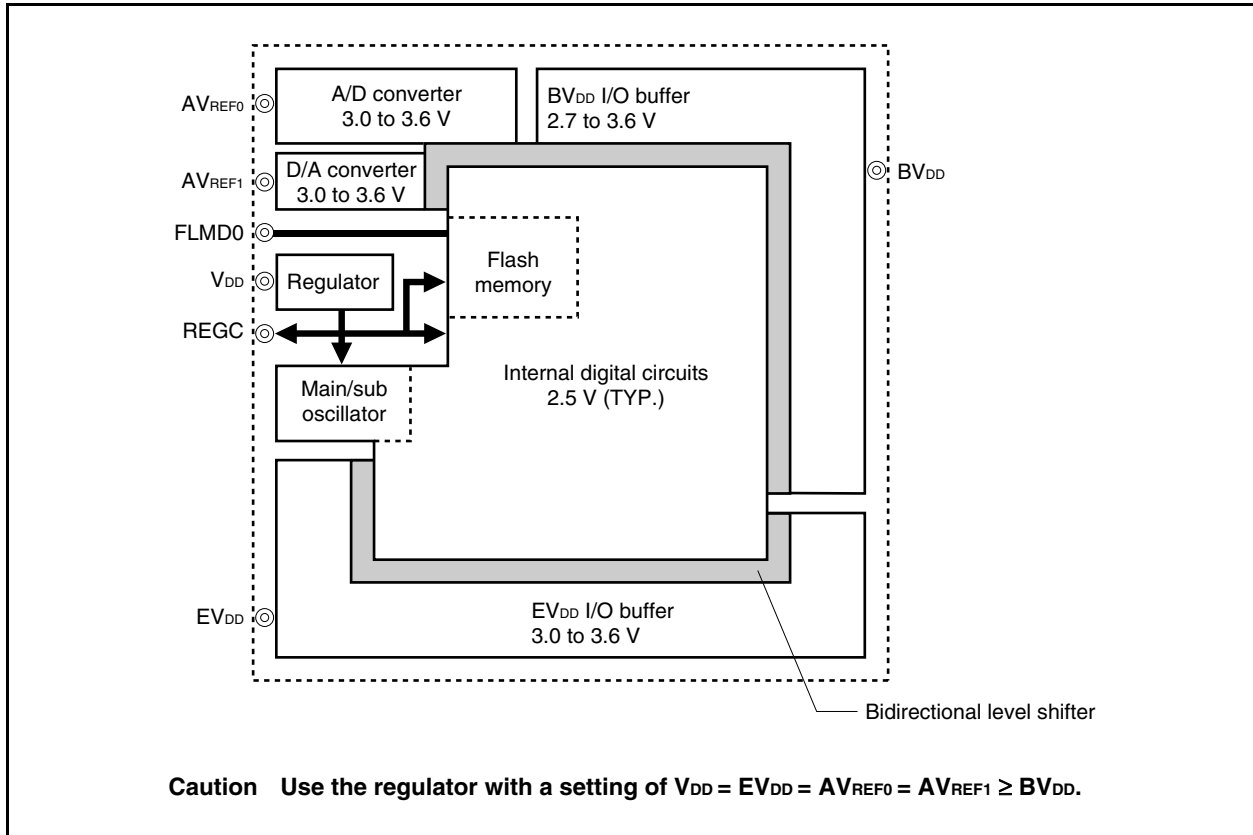 AVREF0
A/D converter
3.0 to 3.6 V
BVDD I/O buffer
2.7 to 3.6 V
AVREF1
D/A converter
3.0 to 3.6 V
BVDD
FLMD0
VDD
Regulator
Flash
memory
REGC
Main/sub
oscillator
Internal digital circuits
2.5 V (TYP.)
EVDD
EVDD I/O buffer
3.0 to 3.6 V
Bidirectional level shifter
Caution Use the regulator with a setting of VDD = EVDD = AVREF0 = AVREF1 ≥ BVDD.